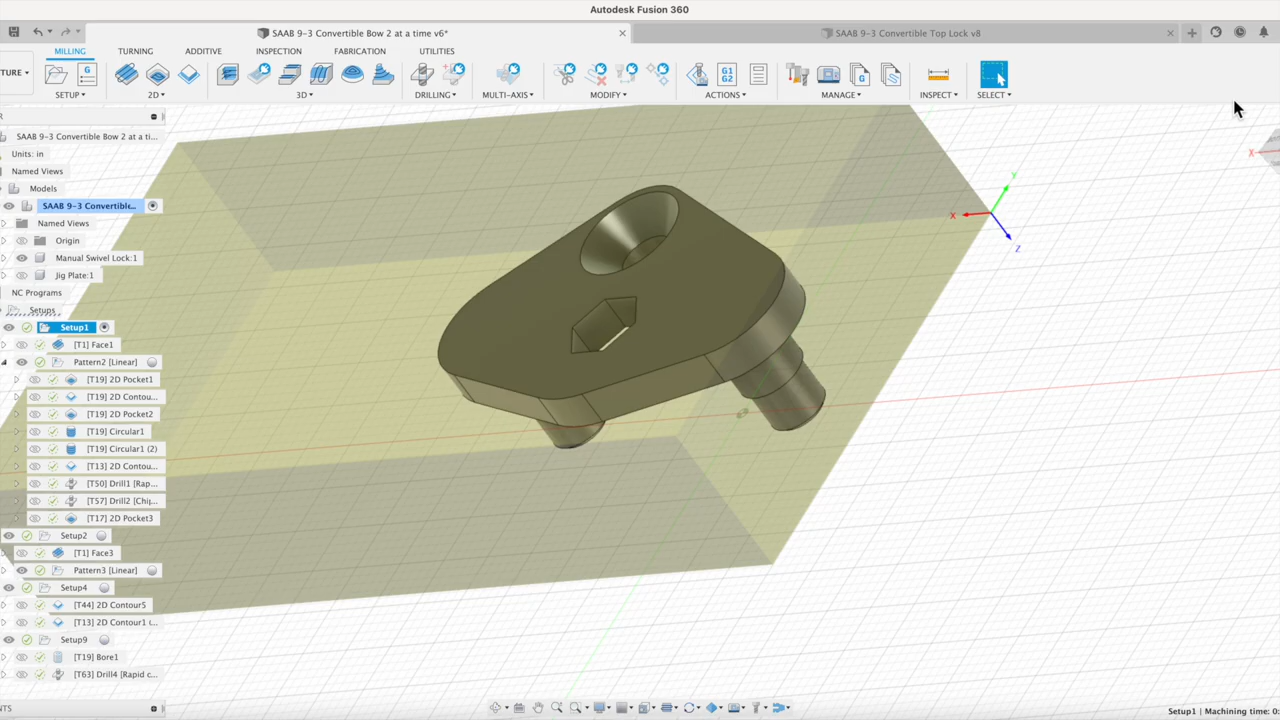 Autodesk Fusion 360
SAAB 9-3 Convertible Bow 2 at a time v6*
SAAB 9-3 Convertible Top Lock v8
MILLING TURNING ADDITIVE INSPECTION FABRICATION UTILITIES
TURE
G1
G2
SETUP 2D 3D DRILLING MULTI-AXIS MODIFY ACTIONS MANAGE INSPECT SELECT
R
SAAB 9-3 Convertible Bow 2 at a ti...
Units: in
Named Views
Models
SAAB 9-3 Convertible...
Named Views
Origin
Manual Swivel Lock:1
Jig Plate:1
NC Programs
Setups
Setup1
[T1] Face1
Pattern2 [Linear]
[T19] 2D Pocket1
[T19] 2D Contou...
[T19] 2D Pocket2
[T19] Circular1
[T19] Circular1 (2)
[T13] 2D Contou...
[T50] Drill1 [Rap...
[T57] Drill2 [Chip...
[T17] 2D Pocket3
Setup2
[T1] Face3
Pattern3 [Linear]
Setup4
[T44] 2D Contour5
[T13] 2D Contour1 (...
Setup9
[T19] Bore1
[T63] Drill4 [Rapid c...
NTS
Y
X
Z
X
Setup1 | Machining time: 0: